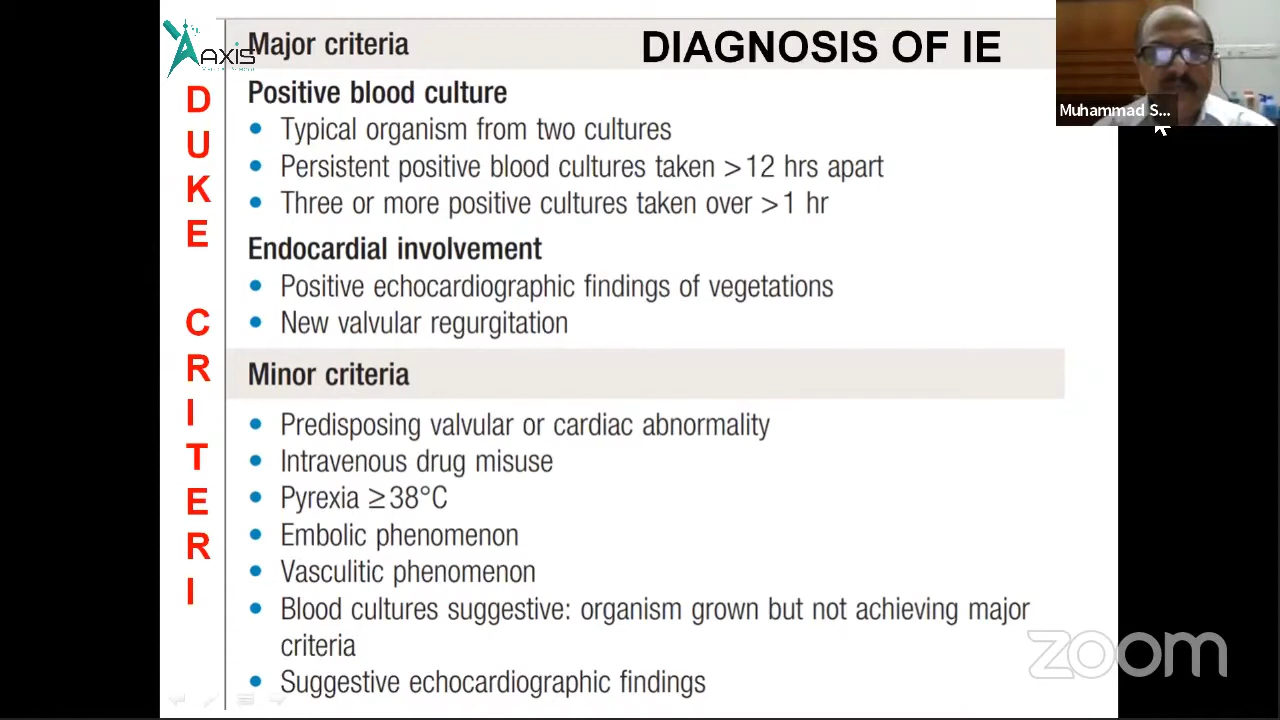 AXIS
Major criteria
DIAGNOSIS OF IE
Muhammad S...
D
U
K
E
C
R
I
T
E
R
I
Positive blood culture
• Typical organism from two cultures
• Persistent positive blood cultures taken >12 hrs apart
• Three or more positive cultures taken over >1 hr
Endocardial involvement
• Positive echocardiographic findings of vegetations
• New valvular regurgitation
Minor criteria
• Predisposing valvular or cardiac abnormality
• Intravenous drug misuse
• Pyrexia ≥38°C
• Embolic phenomenon
• Vasculitic phenomenon
• Blood cultures suggestive: organism grown but not achieving major
criteria
• Suggestive echocardiographic findings
zoom